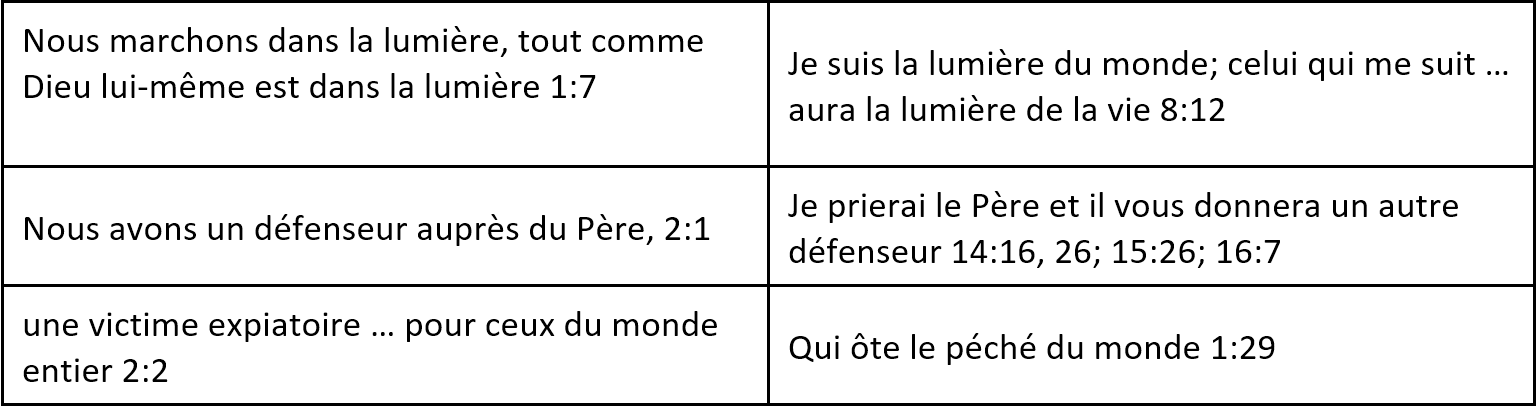 Nous marchons dans la lumière, tout comme
Dieu lui-même est dans la lumière 1:7
Je suis la lumière du monde; celui qui me suit …
aura la lumière de la vie 8:12
Nous avons un défenseur auprès du Père, 2:1
Je prierai le Père et il vous donnera un autre
défenseur 14:16, 26; 15:26; 16:7
une victime expiatoire … pour ceux du monde
entier 2:2
Qui ôte le péché du monde 1:29